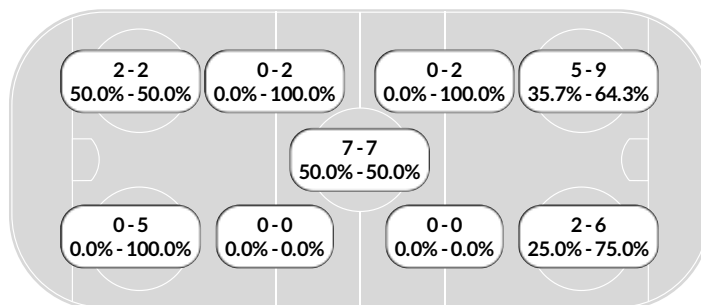 2 - 2
50.0% - 50.0%
0 - 2
0.0% - 100.0%
0 - 2
0.0% - 100.0%
5 - 9
35.7% - 64.3%
7 - 7
50.0% - 50.0%
0 - 5
0.0% - 100.0%
0 - 0
0.0% - 0.0%
0 - 0
0.0% - 0.0%
2 - 6
25.0% - 75.0%